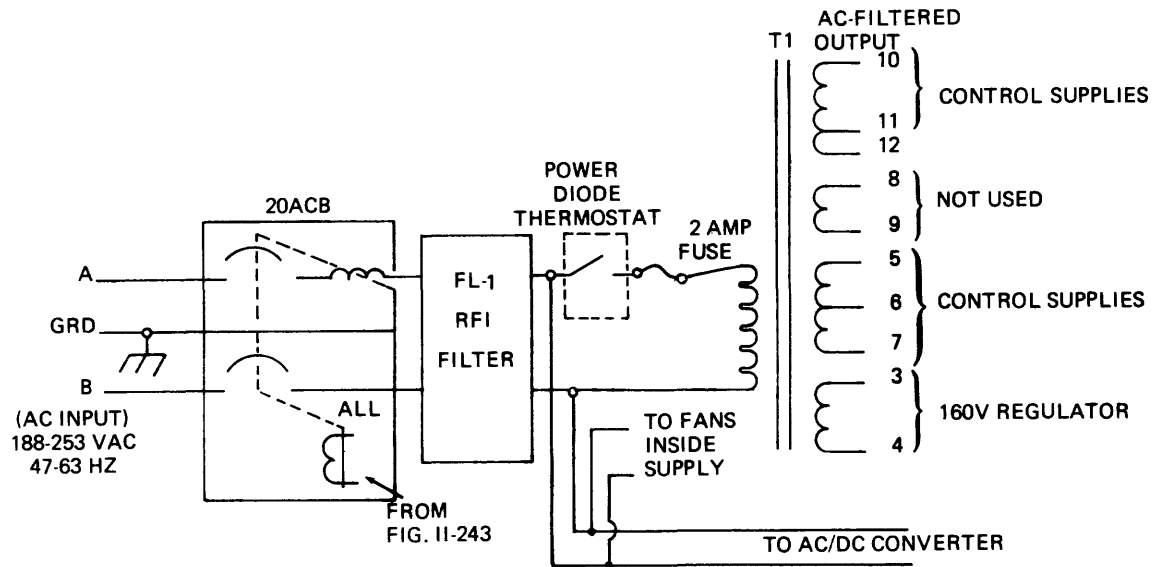 AC-FILTERED
T1 OUTPUT
10
11
12
CONTROL SUPPLIES
8
9
NOT USED
5
6
7
CONTROL SUPPLIES
3
4
160V REGULATOR
POWER
DIODE
THERMOSTAT
2 AMP
FUSE
20ACB
A
GRD
B
(AC INPUT)
188-253 VAC
47-63 HZ
ALL
FROM
FIG. II-243
FL-1
RFI
FILTER
TO FANS
INSIDE
SUPPLY
TO AC/DC CONVERTER